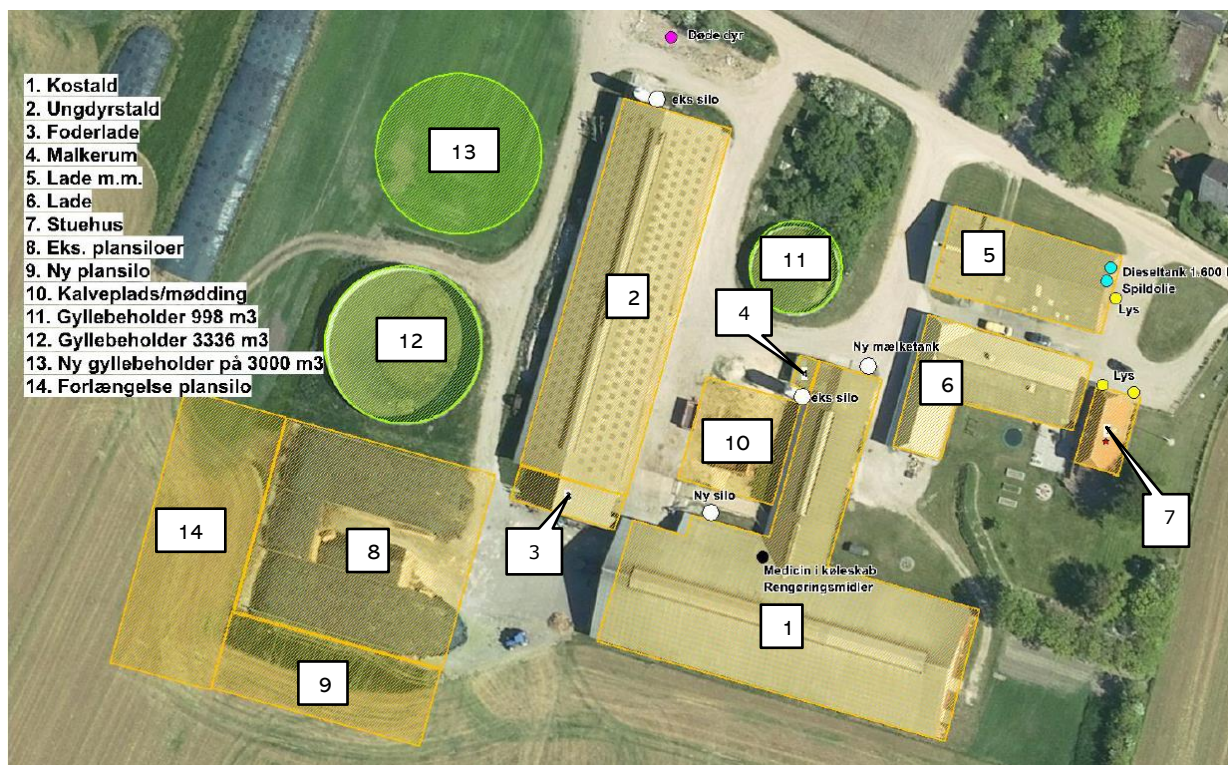 1. Kostald
2. Ungdyrstald
3. Foderlade
4. Malkerum
5. Lade m.m.
6. Lade
7. Stuehus
8. Eks. plansiloer
9. Ny plansilo
10. Kalveplads/mødding
11. Gyllebeholder 998 m3
12. Gyllebeholder 3336 m3
13. Ny gyllebeholder på 3000 m3
14. Forlængelse plansilo
Døde dyr
eks silo
13
5
11
2
Dieseltank 1.600 l
Spildolie
Lys
4
12
Ny mælketank
Lys
6
eks silo
10
Ny silo
7
14
8
3
Medicin i køleskab
Rengøringsmidler
1
9